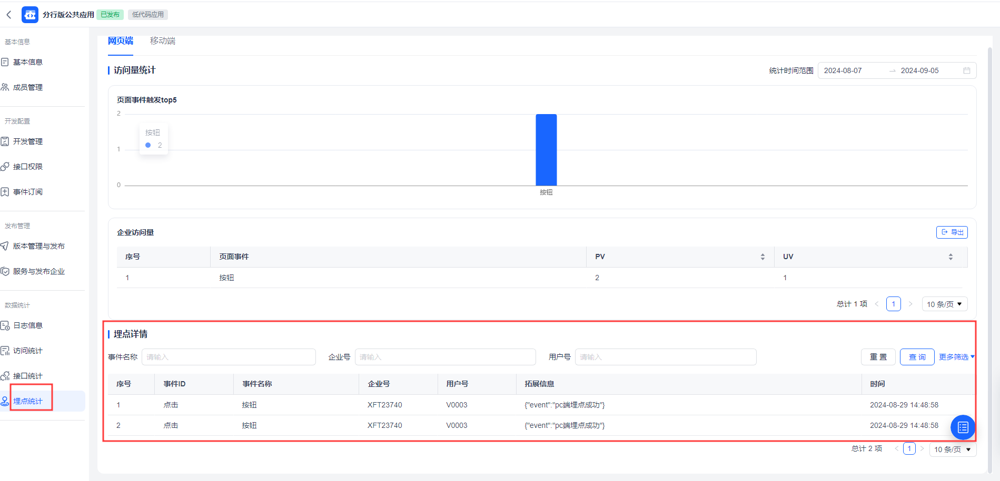 分行版公共应用 已发布 低代码应用
基本信息
基本信息
成员管理
开发配置
开发管理
接口权限
事件订阅
发布管理
版本管理与发布
服务与发布企业
数据统计
日志信息
访问统计
接口统计
埋点统计
网页端 移动端
访问量统计
统计时间范围 2024-08-07 → 2024-09-05
页面事件触发top5
2
按钮
2
1
0
按钮
企业访问量
导出
序号 页面事件 PV UV
1 按钮 2 1
总计 1 项 < 1 > 10 条/页
埋点详情
事件名称 请输入 企业号 请输入 用户号 请输入 重 置 查 询 更多筛选
序号 事件ID 事件名称 企业号 用户号 拓展信息 时间
1 点击 按钮 XFT23740 V0003 {"event":"pc端埋点成功"} 2024-08-29 14:48:58
2 点击 按钮 XFT23740 V0003 {"event":"pc端埋点成功"} 2024-08-29 14:48:58
总计 2 项 < 1 > 10 条/页